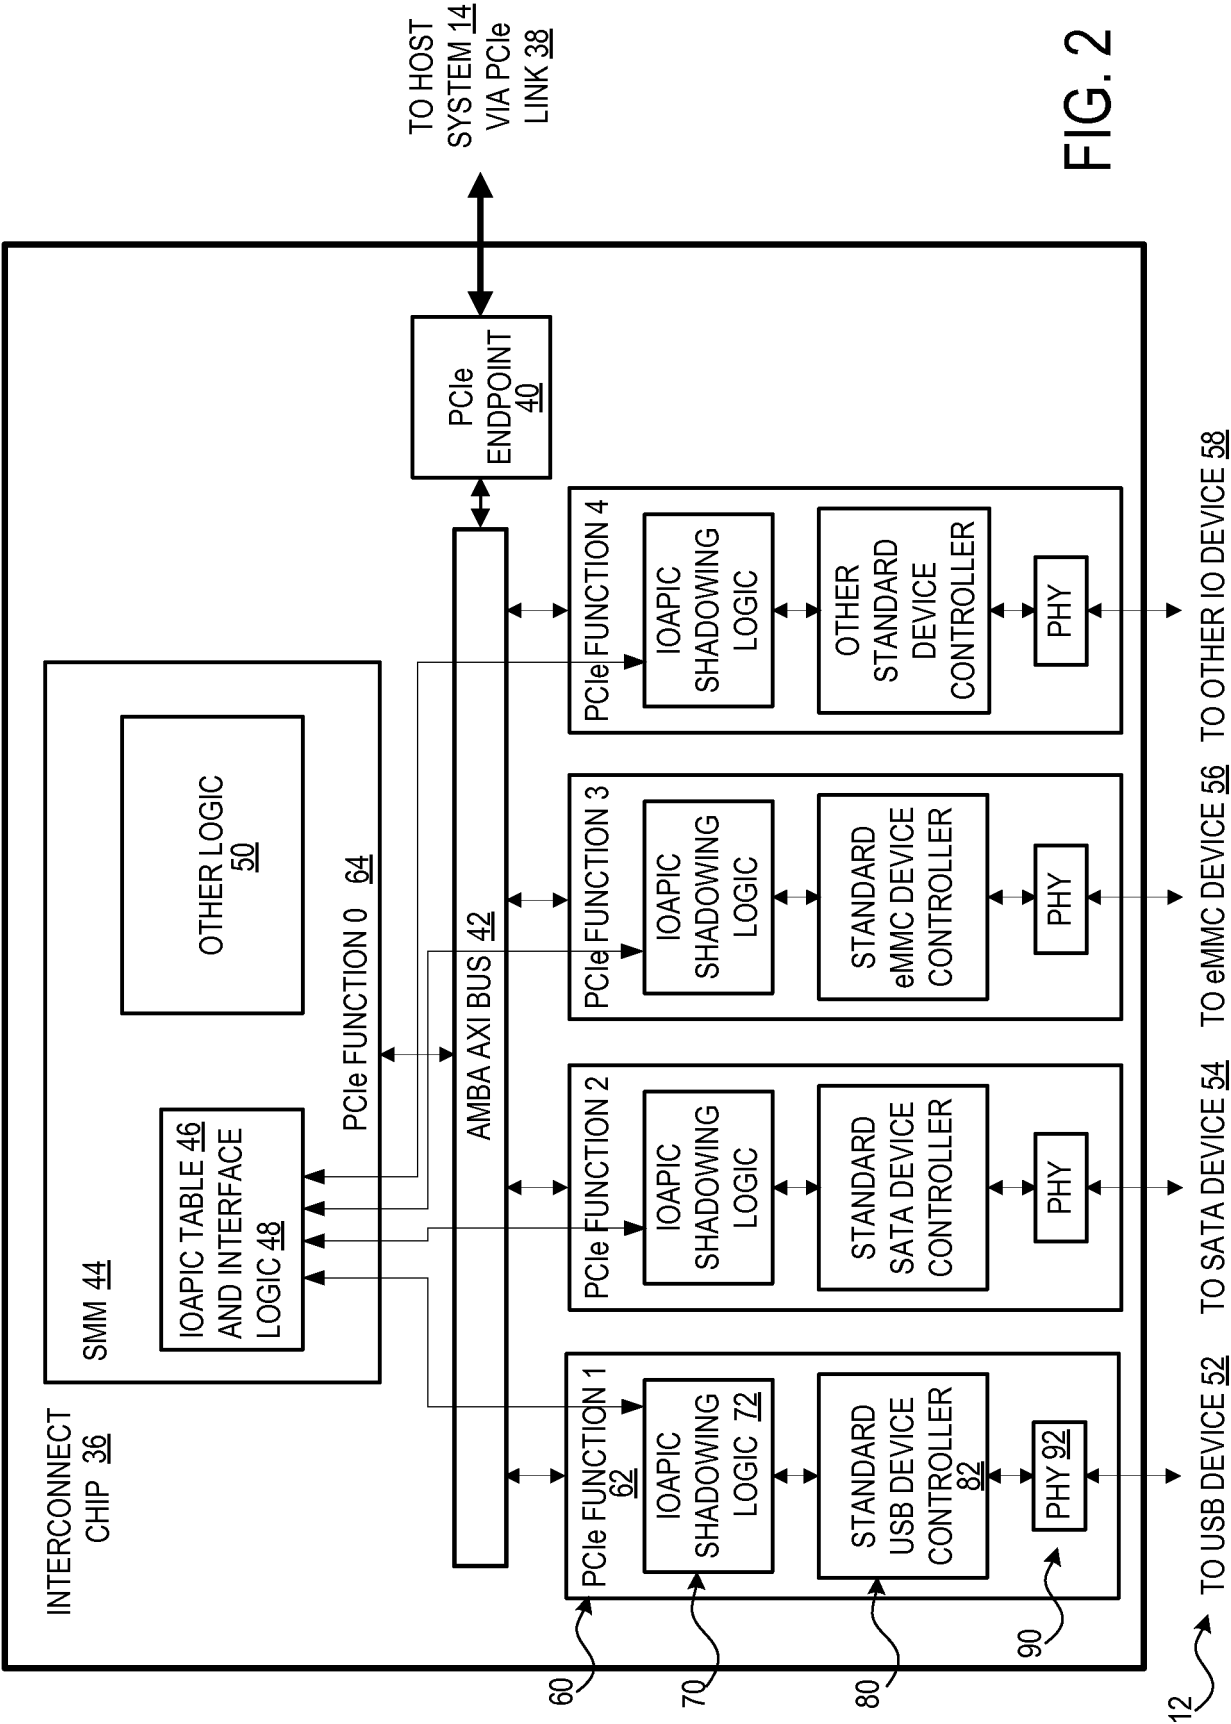 INTERCONNECT
CHIP 36
SMM 44
IOAPIC TABLE 46
AND INTERFACE
LOGIC 48
OTHER LOGIC
50
PCIe FUNCTION 0 64
AMBA AXI BUS 42
PCIe
ENDPOINT
40
TO HOST
SYSTEM 14
VIA PCIe
LINK 38
60
PCIe FUNCTION 1
62
70
IOAPIC
SHADOWING
LOGIC 72
80
STANDARD
USB DEVICE
CONTROLLER
82
90
PHY 92
PCIe FUNCTION 2
IOAPIC
SHADOWING
LOGIC
STANDARD
SATA DEVICE
CONTROLLER
PHY
PCIe FUNCTION 3
IOAPIC
SHADOWING
LOGIC
STANDARD
eMMC DEVICE
CONTROLLER
PHY
PCIe FUNCTION 4
IOAPIC
SHADOWING
LOGIC
OTHER
STANDARD
DEVICE
CONTROLLER
PHY
12
TO USB DEVICE 52
TO SATA DEVICE 54
TO eMMC DEVICE 56
TO OTHER IO DEVICE 58
FIG. 2